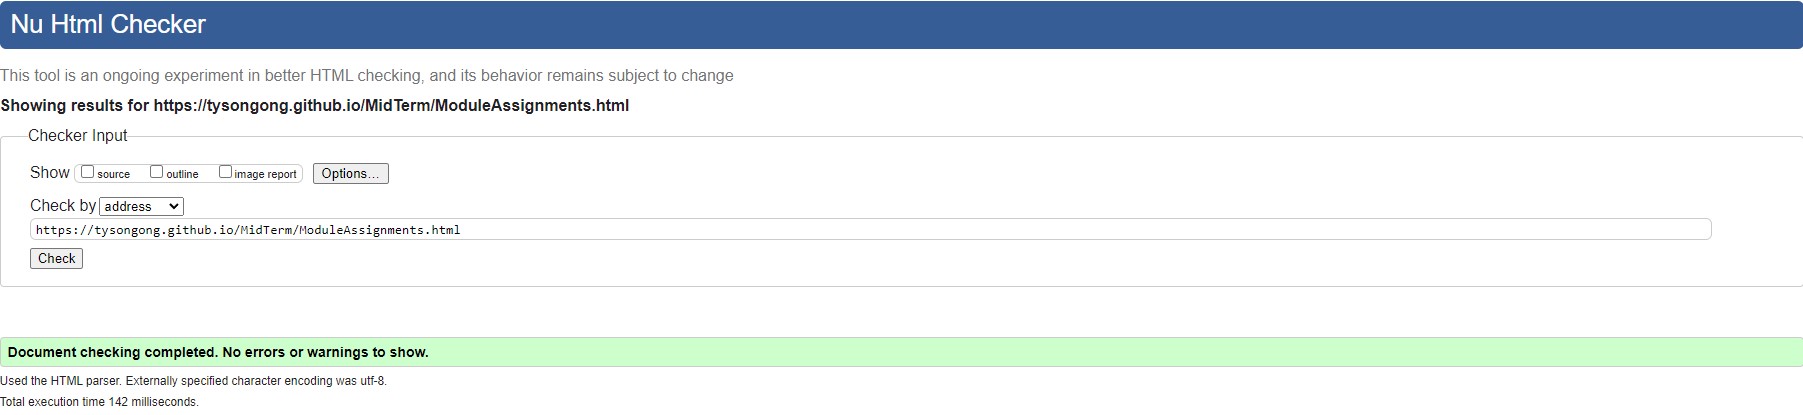 Nu Html Checker
This tool is an ongoing experiment in better HTML checking, and its behavior remains subject to change
Showing results for https://tysongong.github.io/MidTerm/ModuleAssignments.html
Checker Input
Show source outline image report Options...
Check by address
https://tysongong.github.io/MidTerm/ModuleAssignments.html
Check
Document checking completed. No errors or warnings to show.
Used the HTML parser. Externally specified character encoding was utf-8.
Total execution time 142 milliseconds.